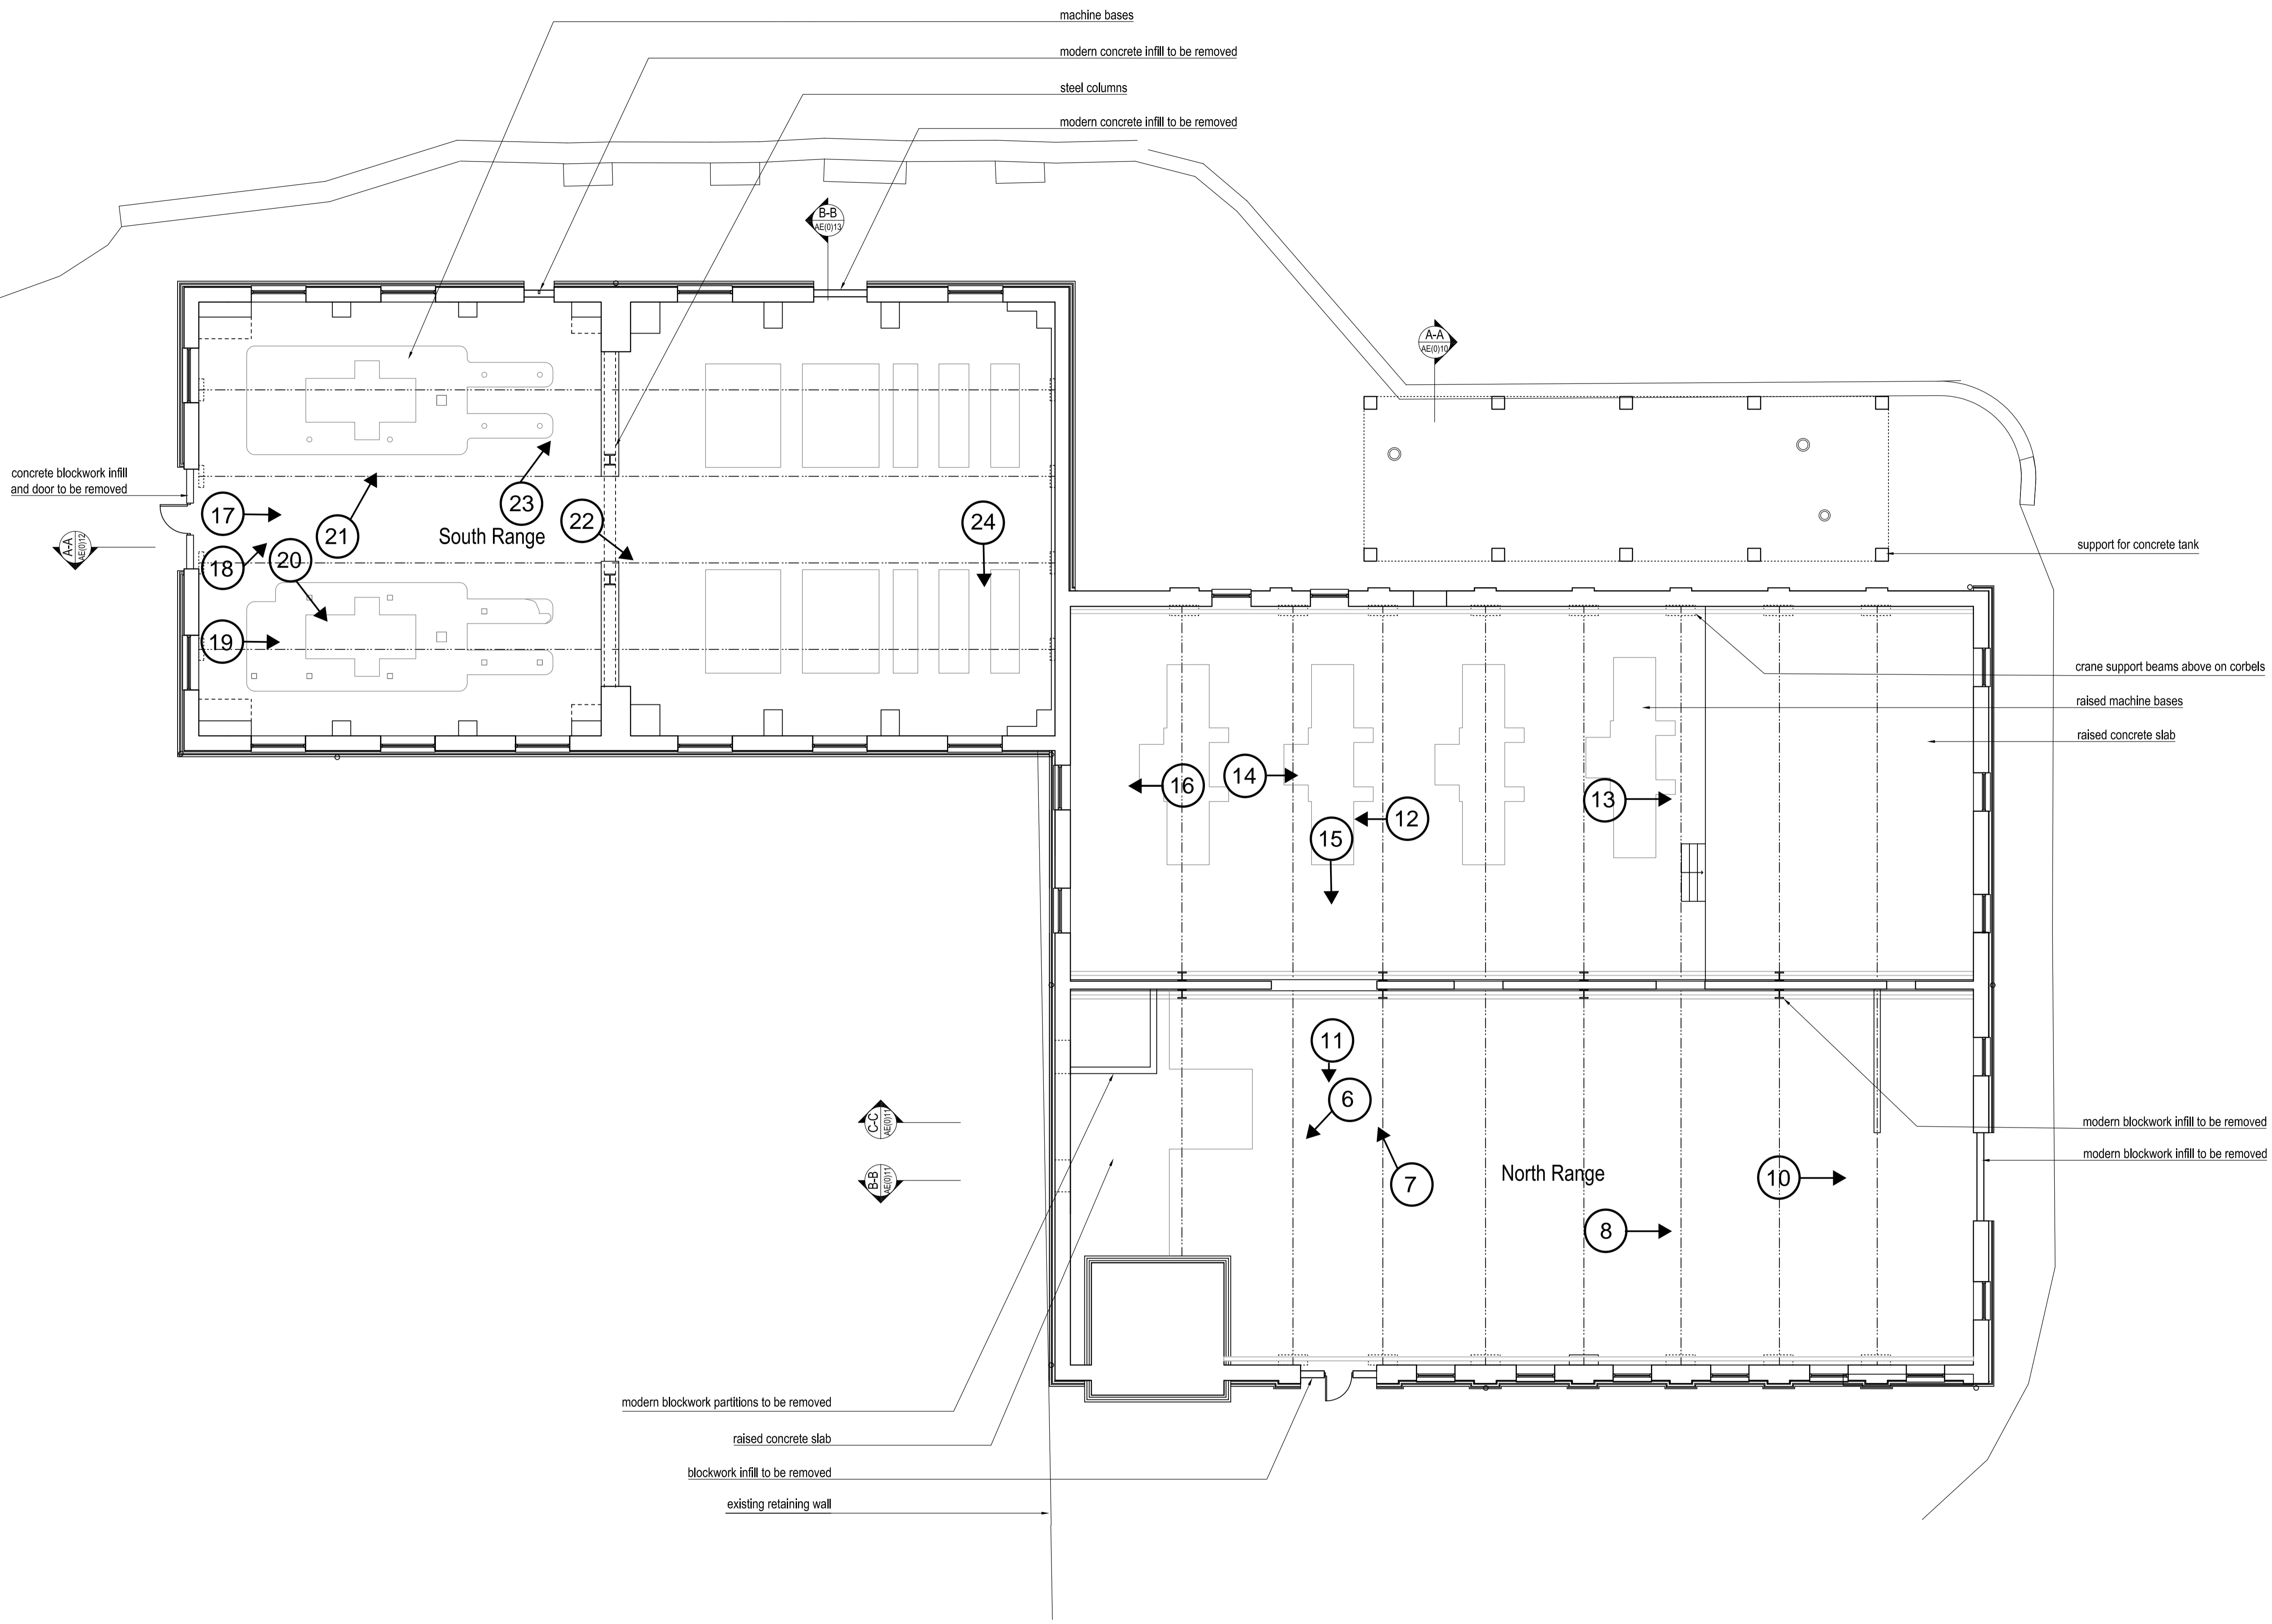 machine bases
modern concrete infill to be removed
steel columns
modern concrete infill to be removed
B-B
AE(0)13
A-A
AE(0)10
concrete blockwork infill
and door to be removed
A-A
AE(0)12
17
18
19
20
21
23
22
24
South Range
support for concrete tank
crane support beams above on corbels
raised machine bases
raised concrete slab
16
14
15
12
13
11
6
7
8
10
North Range
C-C
AE(0)11
B-B
AE(0)11
modern blockwork infill to be removed
modern blockwork infill to be removed
modern blockwork partitions to be removed
raised concrete slab
blockwork infill to be removed
existing retaining wall